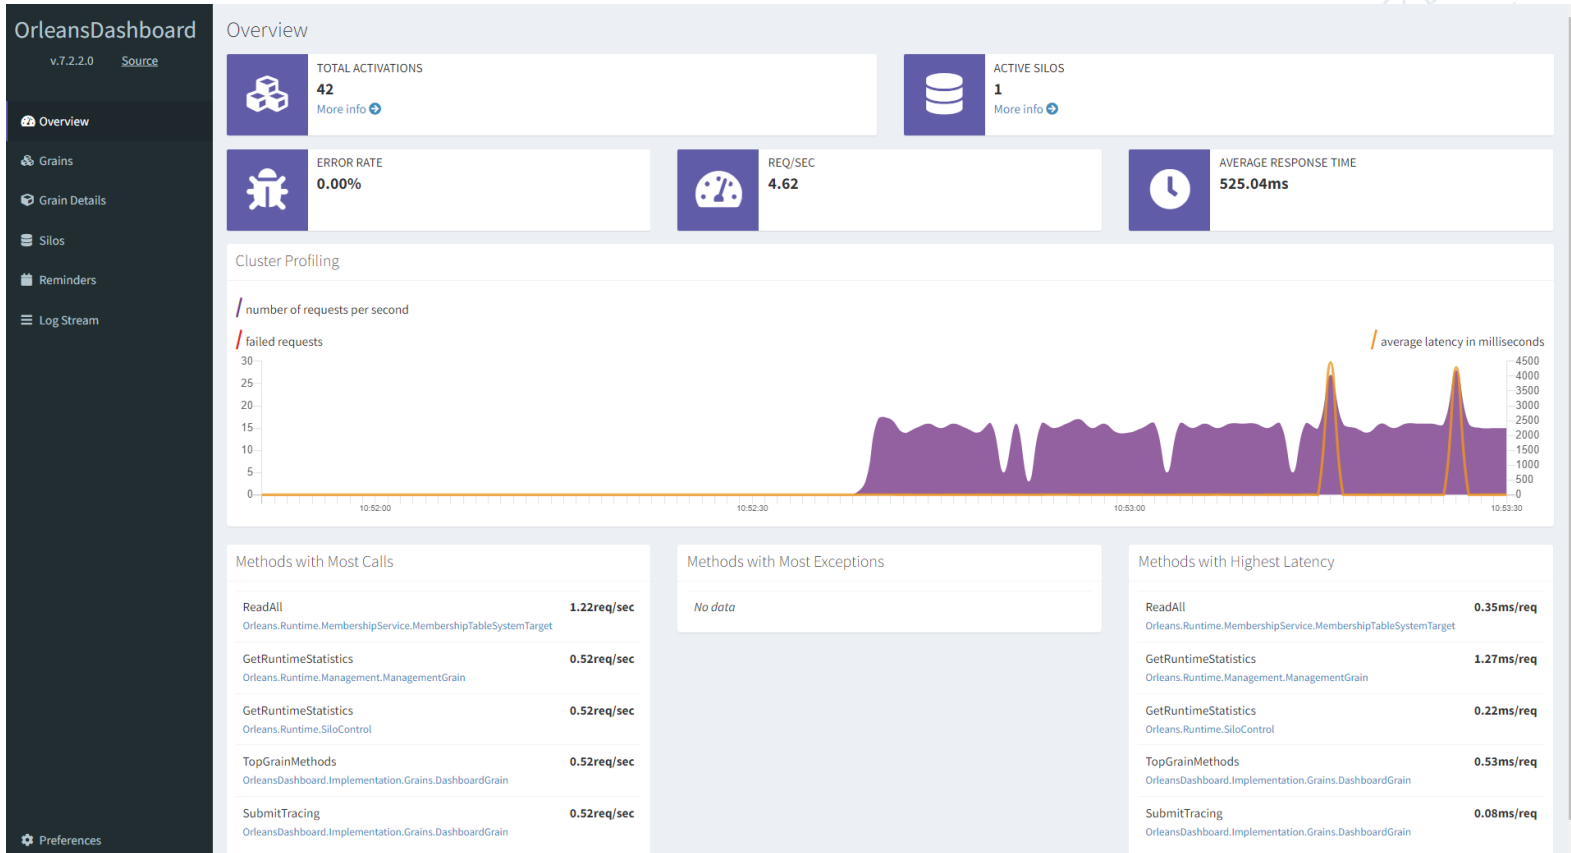 OrleansDashboard
v.7.2.2.0 Source
Overview
Grains
Grain Details
Silos
Reminders
Log Stream
Preferences
Overview
TOTAL ACTIVATIONS
42
More info
ACTIVE SILOS
1
More info
ERROR RATE
0.00%
REQ/SEC
4.62
AVERAGE RESPONSE TIME
525.04ms
Cluster Profiling
number of requests per second
failed requests
average latency in milliseconds
30
25
20
15
10
5
0
4500
4000
3500
3000
2500
2000
1500
1000
500
0
10:52:00 10:52:30 10:53:00 10:53:30
Methods with Most Calls
ReadAll 1.22req/sec
Orleans.Runtime.MembershipService.MembershipTableSystemTarget
GetRuntimeStatistics 0.52req/sec
Orleans.Runtime.Management.ManagementGrain
GetRuntimeStatistics 0.52req/sec
Orleans.Runtime.SiloControl
TopGrainMethods 0.52req/sec
OrleansDashboard.Implementation.Grains.DashboardGrain
SubmitTracing 0.52req/sec
OrleansDashboard.Implementation.Grains.DashboardGrain
Methods with Most Exceptions
No data
Methods with Highest Latency
ReadAll 0.35ms/req
Orleans.Runtime.MembershipService.MembershipTableSystemTarget
GetRuntimeStatistics 1.27ms/req
Orleans.Runtime.Management.ManagementGrain
GetRuntimeStatistics 0.22ms/req
Orleans.Runtime.SiloControl
TopGrainMethods 0.53ms/req
OrleansDashboard.Implementation.Grains.DashboardGrain
SubmitTracing 0.08ms/req
OrleansDashboard.Implementation.Grains.DashboardGrain